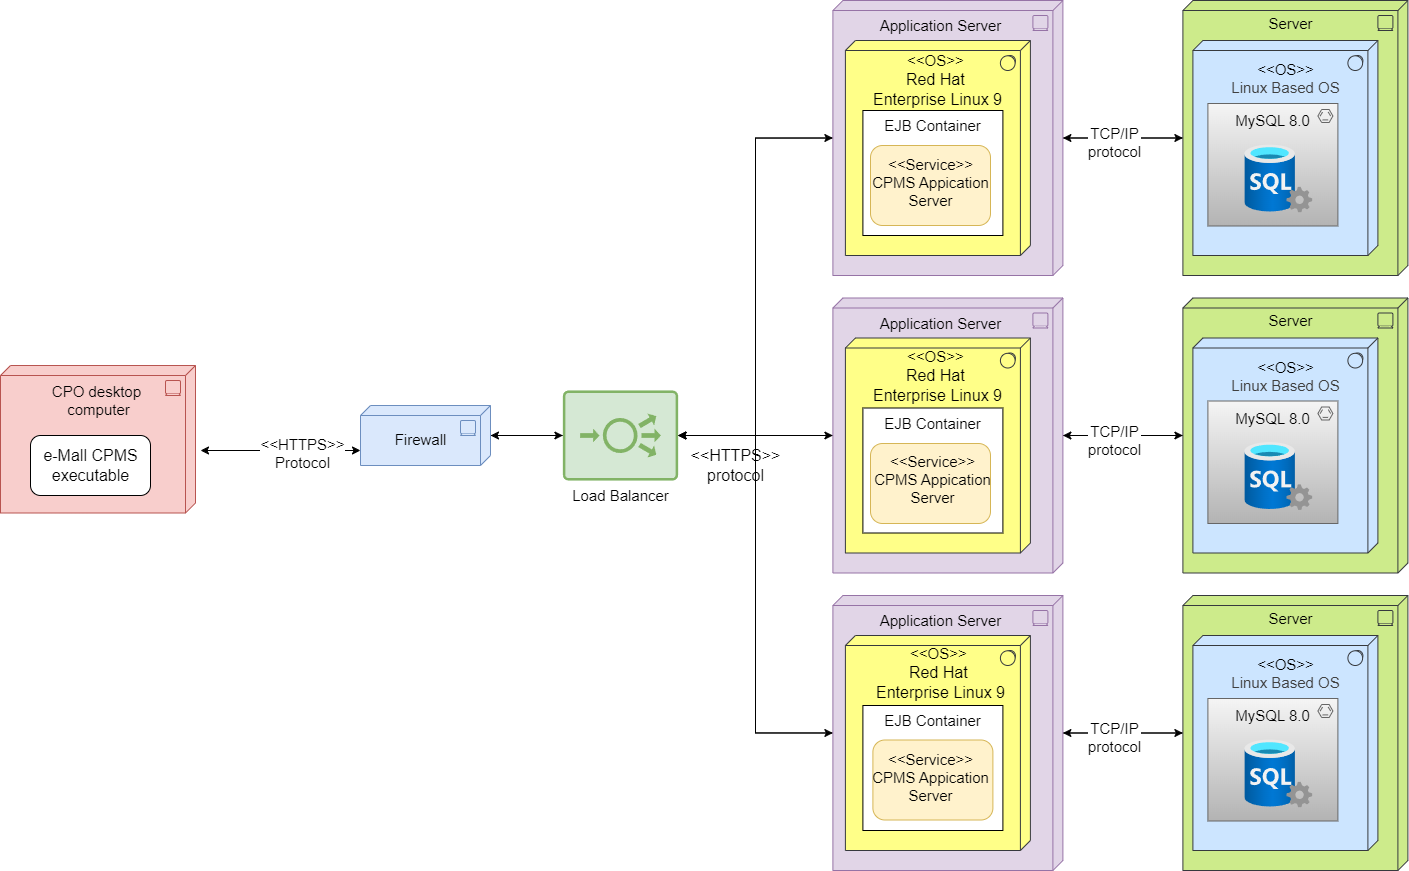 CPO desktop
computer
e-Mall CPMS
executable
<<HTTPS>>
Protocol
Firewall
Load Balancer
<<HTTPS>>
protocol
Application Server
<<OS>>
Red Hat
Enterprise Linux 9
EJB Container
<<Service>>
CPMS Appication
Server
TCP/IP
protocol
Server
<<OS>>
Linux Based OS
MySQL 8.0
SQL
Application Server
<<OS>>
Red Hat
Enterprise Linux 9
EJB Container
<<Service>>
CPMS Appication
Server
TCP/IP
protocol
Server
<<OS>>
Linux Based OS
MySQL 8.0
SQL
Application Server
<<OS>>
Red Hat
Enterprise Linux 9
EJB Container
<<Service>>
CPMS Appication
Server
TCP/IP
protocol
Server
<<OS>>
Linux Based OS
MySQL 8.0
SQL